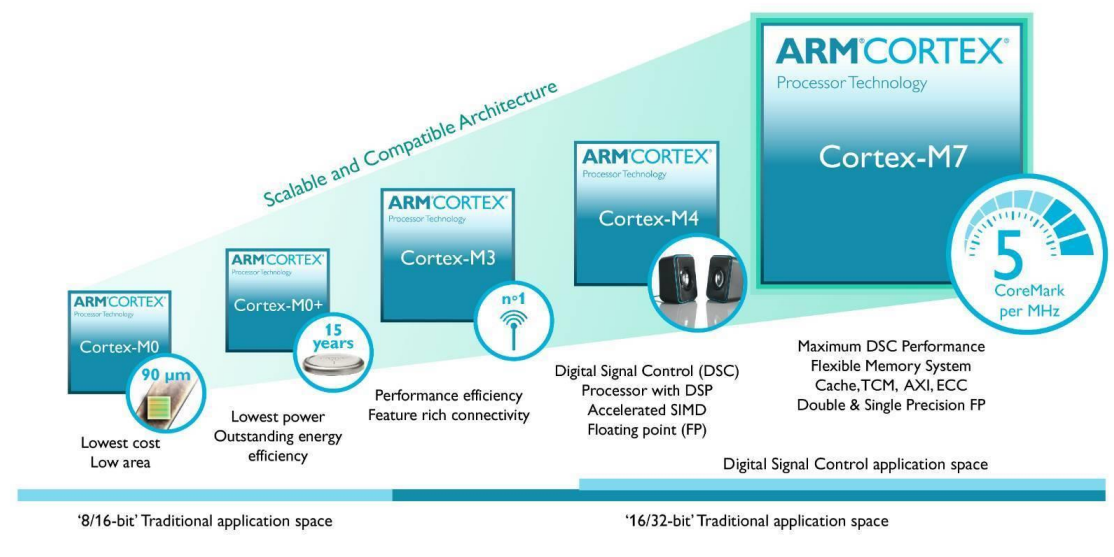 Scalable and Compatible Architecture
ARM®CORTEX®
Processor Technology
Cortex-M0
90 µm
Lowest cost
Low area
ARM®CORTEX®
Processor Technology
Cortex-M0+
15
years
Lowest power
Outstanding energy
efficiency
ARM®CORTEX®
Processor Technology
Cortex-M3
nº1
Performance efficiency
Feature rich connectivity
ARM®CORTEX®
Processor Technology
Cortex-M4
Digital Signal Control (DSC)
Processor with DSP
Accelerated SIMD
Floating point (FP)
ARM®CORTEX®
Processor Technology
Cortex-M7
5
CoreMark
per MHz
Maximum DSC Performance
Flexible Memory System
Cache, TCM, AXI, ECC
Double & Single Precision FP
Digital Signal Control application space
‘8/16-bit’ Traditional application space
‘16/32-bit’ Traditional application space